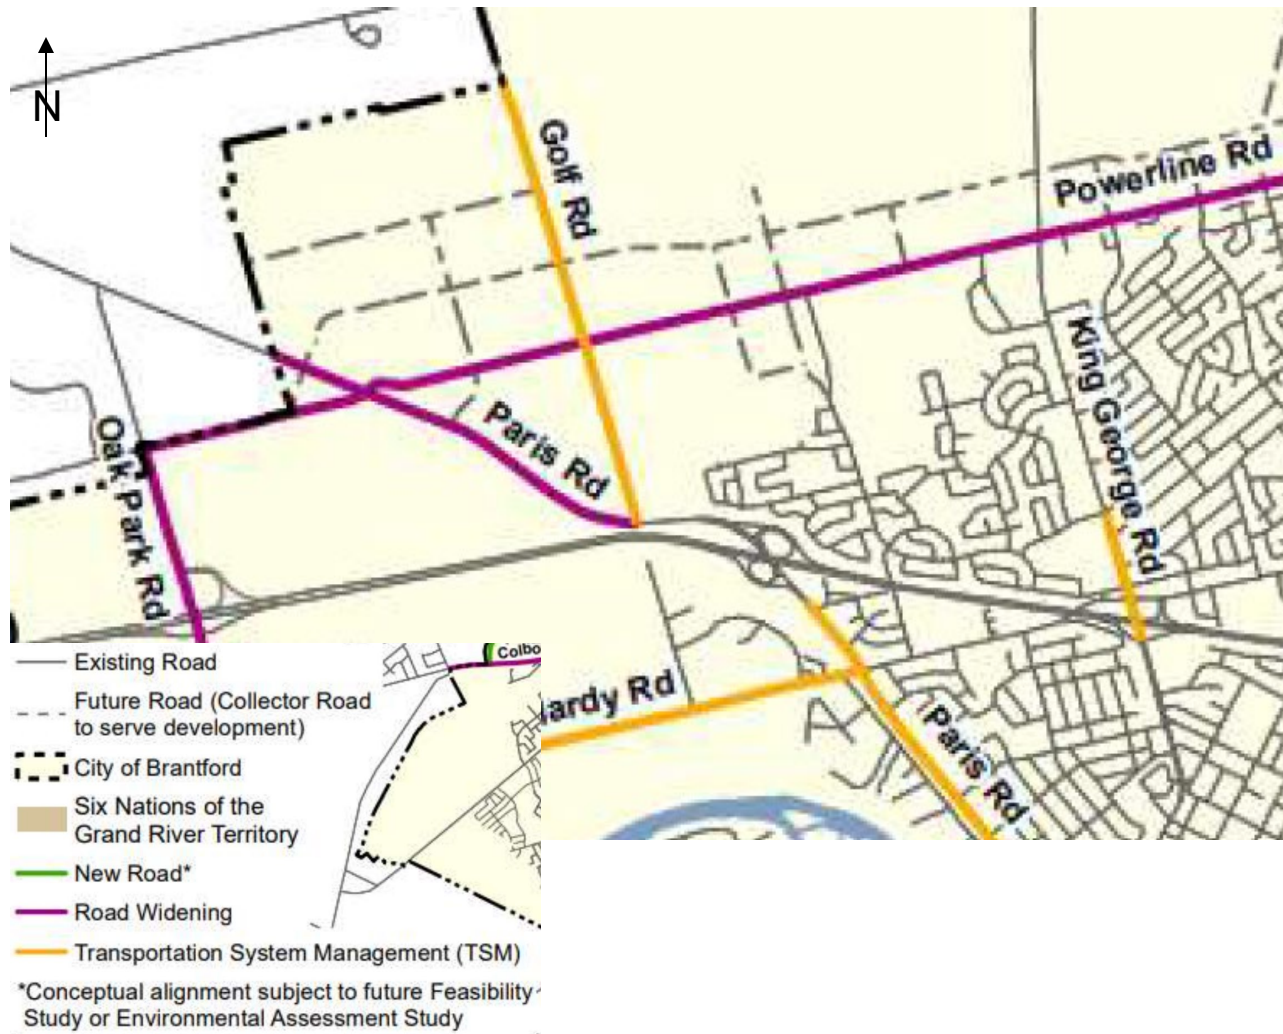 N
Golf Rd
Powerline Rd
King George Rd
Paris Rd
Oak Park Rd
ardy Rd
Paris Rd
Existing Road
Colbo
Future Road (Collector Road
to serve development)
City of Brantford
Six Nations of the
Grand River Territory
New Road*
Road Widening
Transportation System Management (TSM)
*Conceptual alignment subject to future Feasibility
Study or Environmental Assessment Study